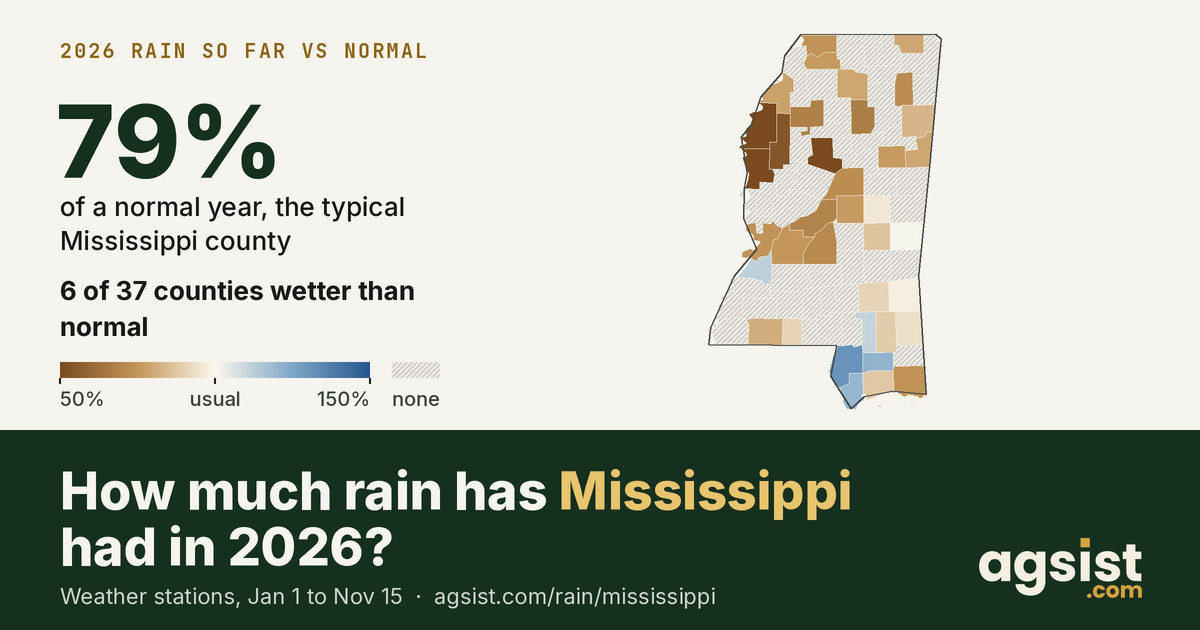 2026 RAIN SO FAR VS NORMAL
79%
of a normal year, the typical
Mississippi county
6 of 37 counties wetter than
normal
50% usual 150% none
How much rain has Mississippi
had in 2026?
Weather stations, Jan 1 to Nov 15 · agsist.com/rain/mississippi
agsist
.com